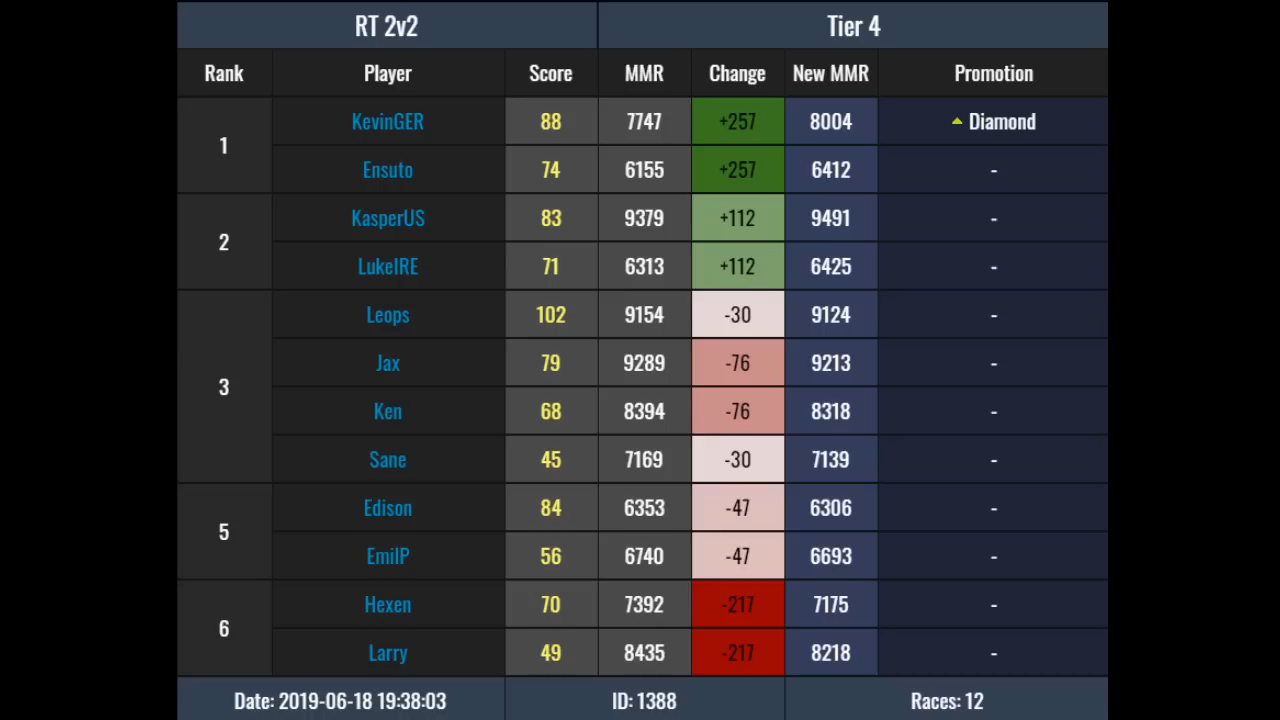 RT 2v2 Tier 4
Rank Player Score MMR Change New MMR Promotion
1
KevinGER 88 7747 +257 8004 Diamond
Ensuto 74 6155 +257 6412 -
2
KasperUS 83 9379 +112 9491 -
LukeIRE 71 6313 +112 6425 -
3
Leops 102 9154 -30 9124 -
Jax 79 9289 -76 9213 -
Ken 68 8394 -76 8318 -
Sane 45 7169 -30 7139 -
5
Edison 84 6353 -47 6306 -
EmilP 56 6740 -47 6693 -
6
Hexen 70 7392 -217 7175 -
Larry 49 8435 -217 8218 -
Date: 2019-06-18 19:38:03 ID: 1388 Races: 12